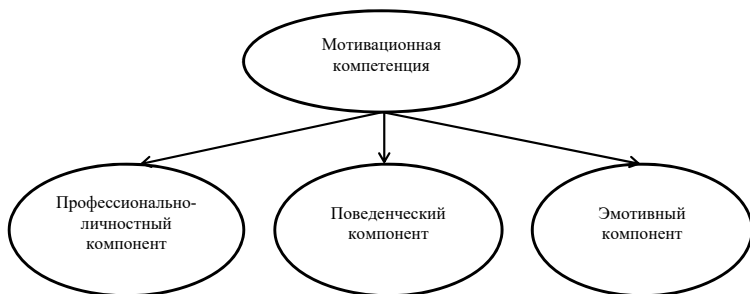 Мотивационная
компетенция
Профессионально-
личностный
компонент
Поведенческий
компонент
Эмотивный
компонент